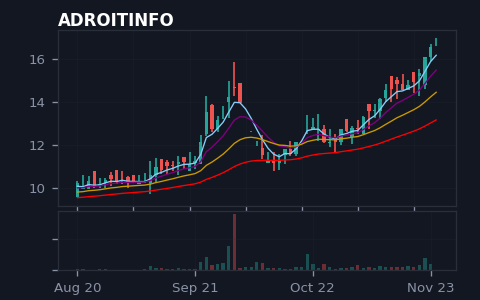 ADROITINFO
16
14
12
10
Aug 20
Sep 21
Oct 22
Nov 23